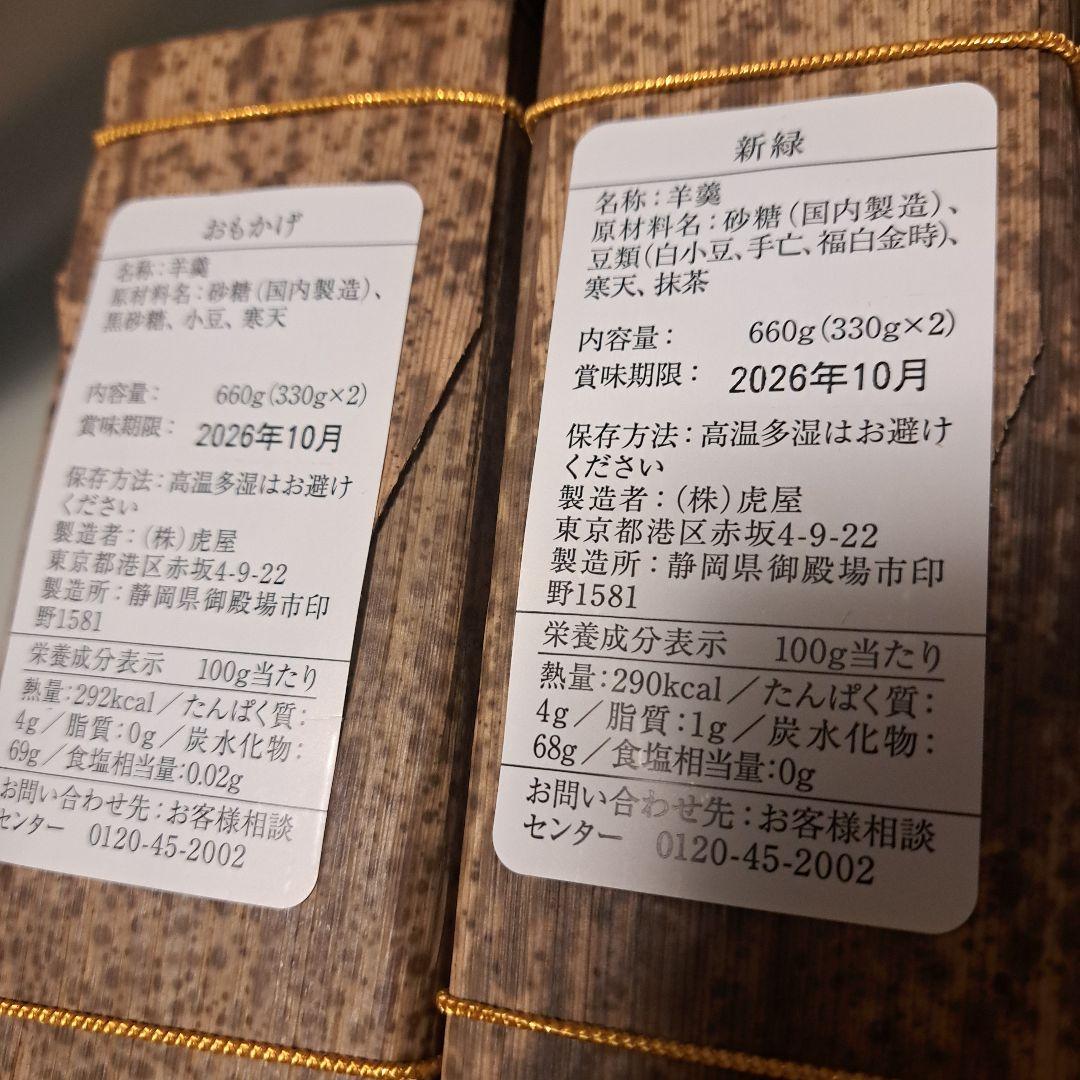 おもかげ
名称：羊羹
原材料名：砂糖（国内製造）、
黒砂糖、小豆、寒天
内容量： 660g（330g×2）
賞味期限： 2026年10月
保存方法：高温多湿はお避け
ください
製造者：（株）虎屋
東京都港区赤坂4-9-22
製造所：静岡県御殿場市印
野1581
栄養成分表示 100g当たり
熱量：292kcal／たんぱく質：
4g／脂質：0g／炭水化物：
69g／食塩相当量：0.02g
お問い合わせ先：お客様相談
センター 0120-45-2002
新緑
名称：羊羹
原材料名：砂糖（国内製造）、
豆類（白小豆、手亡、福白金時）、
寒天、抹茶
内容量： 660g（330g×2）
賞味期限： 2026年10月
保存方法：高温多湿はお避け
ください
製造者：（株）虎屋
東京都港区赤坂4-9-22
製造所：静岡県御殿場市印
野1581
栄養成分表示 100g当たり
熱量：290kcal／たんぱく質：
4g／脂質：1g／炭水化物：
68g／食塩相当量：0g
お問い合わせ先：お客様相談
センター 0120-45-2002